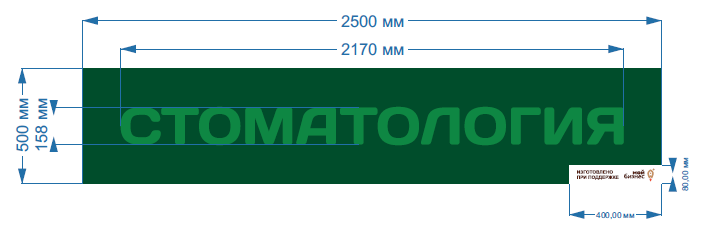 2500 мм
2170 мм
500 мм
158 мм
СТОМАТОЛОГИЯ
ИЗГОТОВЛЕНО
ПРИ ПОДДЕРЖКЕ
мой
бизнес
80,00 мм
400,00 мм